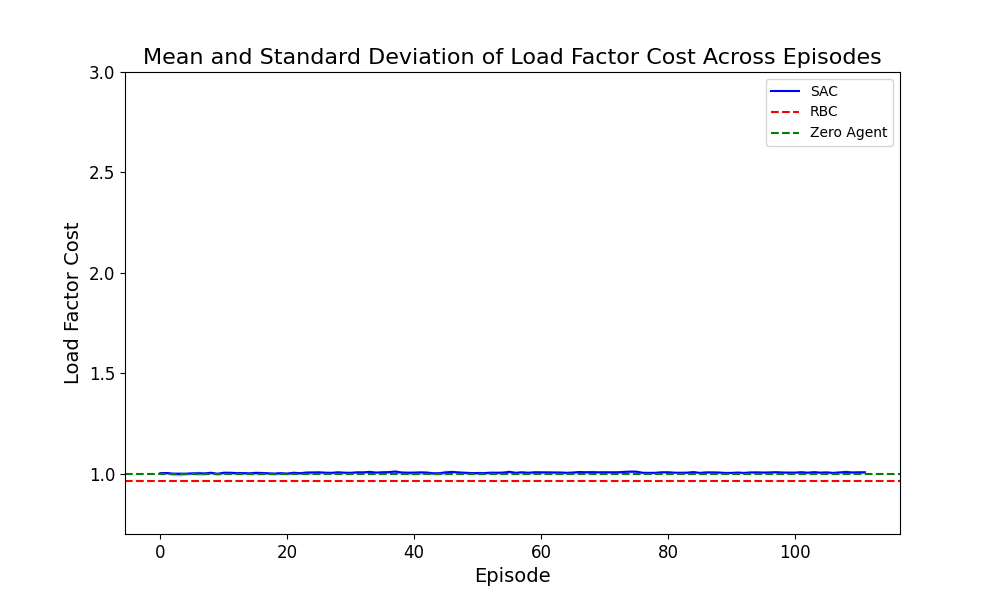 Mean and Standard Deviation of Load Factor Cost Across Episodes
3.0
2.5
2.0
1.5
1.0
Load Factor Cost
SAC
RBC
Zero Agent
0 20 40 60 80 100
Episode